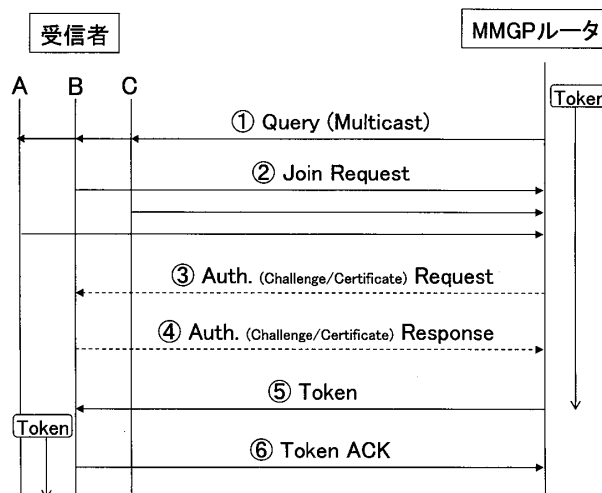 受信者
MMGPルータ
A B C
Token
① Query (Multicast)
② Join Request
③ Auth. (Challenge/Certificate) Request
④ Auth. (Challenge/Certificate) Response
⑤ Token
Token
⑥ Token ACK